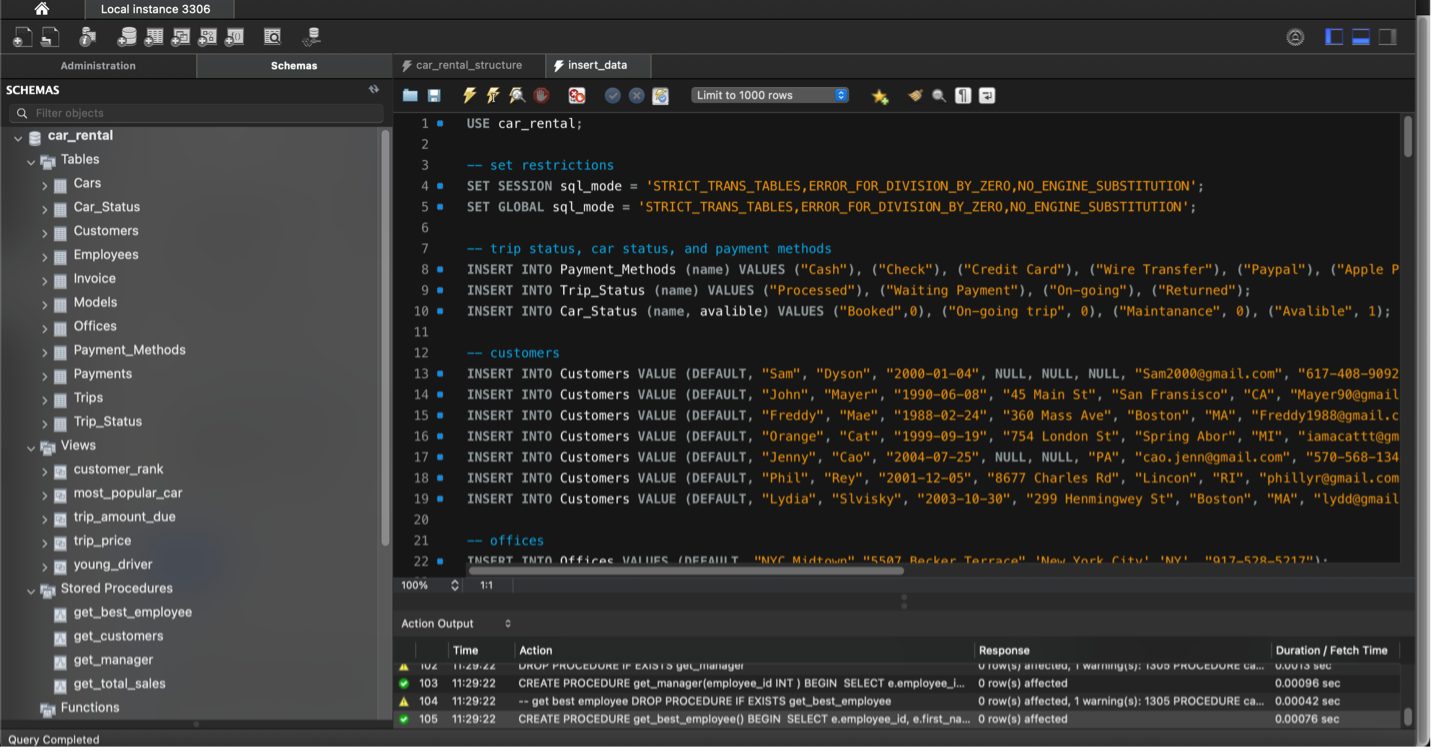 Local instance 3306
Administration
Schemas
SCHEMAS
Filter objects
car_rental
Tables
Cars
Car_Status
Customers
Employees
Invoice
Models
Offices
Payment_Methods
Payments
Trips
Trip_Status
Views
customer_rank
most_popular_car
trip_amount_due
trip_price
young_driver
Stored Procedures
get_best_employee
get_customers
get_manager
get_total_sales
Functions
Query Completed
car_rental_structure
insert_data
Limit to 1000 rows
1 USE car_rental;
2
3 -- set restrictions
4 SET SESSION sql_mode = 'STRICT_TRANS_TABLES,ERROR_FOR_DIVISION_BY_ZERO,NO_ENGINE_SUBSTITUTION';
5 SET GLOBAL sql_mode = 'STRICT_TRANS_TABLES,ERROR_FOR_DIVISION_BY_ZERO,NO_ENGINE_SUBSTITUTION';
6
7 -- trip status, car status, and payment methods
8 INSERT INTO Payment_Methods (name) VALUES ("Cash"), ("Check"), ("Credit Card"), ("Wire Transfer"), ("Paypal"), ("Apple P
9 INSERT INTO Trip_Status (name) VALUES ("Processed"), ("Waiting Payment"), ("On-going"), ("Returned");
10 INSERT INTO Car_Status (name, avalible) VALUES ("Booked",0), ("On-going trip", 0), ("Maintanance", 0), ("Avalible", 1);
11
12 -- customers
13 INSERT INTO Customers VALUE (DEFAULT, "Sam", "Dyson", "2000-01-04", NULL, NULL, NULL, "Sam2000@gmail.com", "617-408-9092
14 INSERT INTO Customers VALUE (DEFAULT, "John", "Mayer", "1990-06-08", "45 Main St", "San Fransisco", "CA", "Mayer90@gmail
15 INSERT INTO Customers VALUE (DEFAULT, "Freddy", "Mae", "1988-02-24", "360 Mass Ave", "Boston", "MA", "Freddy1988@gmail.c
16 INSERT INTO Customers VALUE (DEFAULT, "Orange", "Cat", "1999-09-19", "754 London St", "Spring Abor", "MI", "iamacattt@gm
17 INSERT INTO Customers VALUE (DEFAULT, "Jenny", "Cao", "2004-07-25", NULL, NULL, "PA", "cao.jenn@gmail.com", "570-568-134
18 INSERT INTO Customers VALUE (DEFAULT, "Phil", "Rey", "2001-12-05", "8677 Charles Rd", "Lincon", "RI", "phillyr@gmail.com
19 INSERT INTO Customers VALUE (DEFAULT, "Lydia", "Slvisky", "2003-10-30", "299 Henmingwey St", "Boston", "MA", "lydd@gmail
20
21 -- offices
22 INSERT INTO Offices VALUES (DEFAULT, "NYC Midtown","5507 Becker Terrace",'New York City','NY', "917-528-5217");
100% 1:1
Action Output
Time Action Response Duration / Fetch Time
102 11:29:22 DROP PROCEDURE IF EXISTS get_manager 0 row(s) affected, 1 warning(s): 1305 PROCEDURE ca... 0.0013 sec
103 11:29:22 CREATE PROCEDURE get_manager(employee_id INT ) BEGIN SELECT e.employee_i... 0 row(s) affected 0.00096 sec
104 11:29:22 -- get best employee DROP PROCEDURE IF EXISTS get_best_employee 0 row(s) affected, 1 warning(s): 1305 PROCEDURE ca... 0.00042 sec
105 11:29:22 CREATE PROCEDURE get_best_employee() BEGIN SELECT e.employee_id, e.first_na... 0 row(s) affected 0.00076 sec